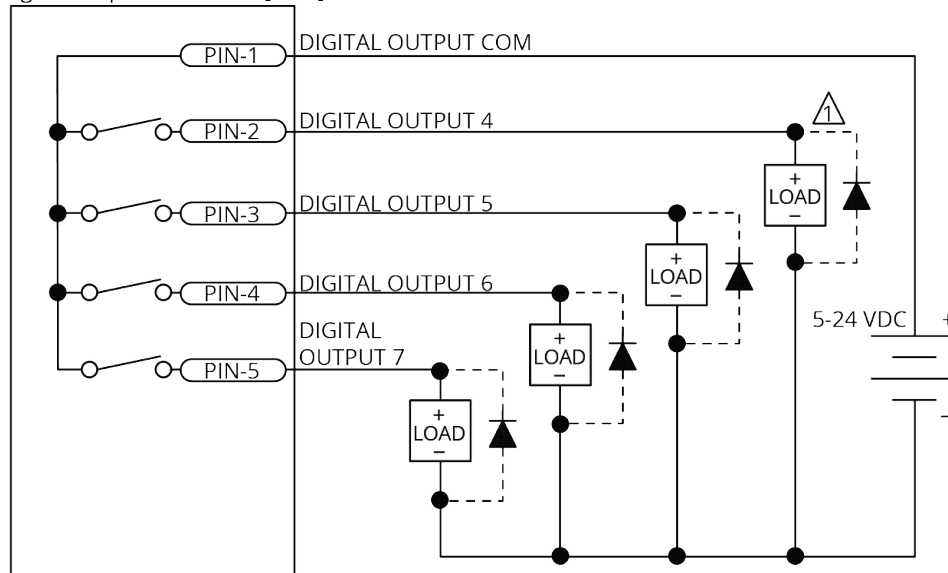 PIN-1 DIGITAL OUTPUT COM
PIN-2 DIGITAL OUTPUT 4
1
+
LOAD
−
PIN-3 DIGITAL OUTPUT 5
+
LOAD
−
PIN-4 DIGITAL OUTPUT 6
+
LOAD
−
5-24 VDC +
−
DIGITAL
OUTPUT 7
PIN-5
+
LOAD
−